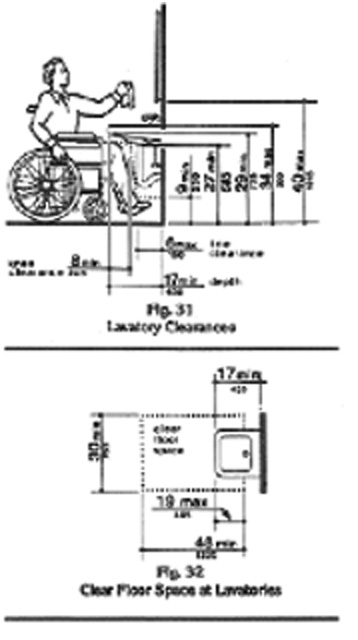 9 min
27 min
685
29 min
34 max
40 max
8 min
6 max
toe
clearance
knee
clearance
17 min
depth
Fig. 31
Lavatory Clearances
17 min
clear
floor
space
30 min
19 max
48 min
Fig. 32
Clear Floor Space at Lavatories